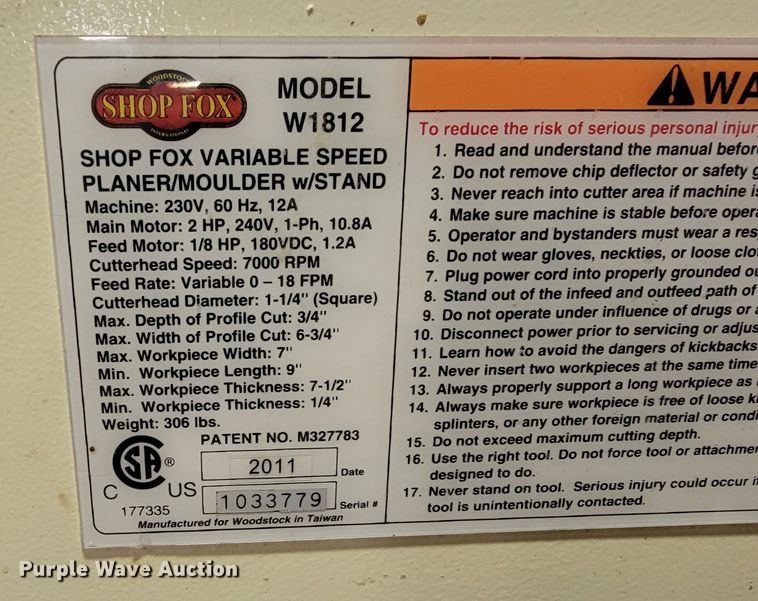 WOODSTOCK
SHOP FOX
INTERNATIONAL
MODEL
W1812
SHOP FOX VARIABLE SPEED
PLANER/MOULDER w/STAND
Machine: 230V, 60 Hz, 12A
Main Motor: 2 HP, 240V, 1-Ph, 10.8A
Feed Motor: 1/8 HP, 180VDC, 1.2A
Cutterhead Speed: 7000 RPM
Feed Rate: Variable 0 – 18 FPM
Cutterhead Diameter: 1-1/4" (Square)
Max. Depth of Profile Cut: 3/4"
Max. Width of Profile Cut: 6-3/4"
Max. Workpiece Width: 7"
Min. Workpiece Length: 9"
Max. Workpiece Thickness: 7-1/2"
Min. Workpiece Thickness: 1/4"
Weight: 306 lbs.
PATENT NO. M327783
SA ®
2011 Date
C US
1033779 Serial #
177335
Manufactured for Woodstock in Taiwan
WA
To reduce the risk of serious personal injur
1. Read and understand the manual befor
2. Do not remove chip deflector or safety g
3. Never reach into cutter area if machine is
4. Make sure machine is stable before opera
5. Operator and bystanders must wear a res
6. Do not wear gloves, neckties, or loose clo
7. Plug power cord into properly grounded ou
8. Stand out of the infeed and outfeed path of
9. Do not operate under influence of drugs or a
10. Disconnect power prior to servicing or adjus
11. Learn how to avoid the dangers of kickbacks
12. Never insert two workpieces at the same time
13. Always properly support a long workpiece as
14. Always make sure workpiece is free of loose k
splinters, or any other foreign material or condi
15. Do not exceed maximum cutting depth.
16. Use the right tool. Do not force tool or attachme
designed to do.
17. Never stand on tool. Serious injury could occur i
tool is unintentionally contacted.
Purple Wave Auction